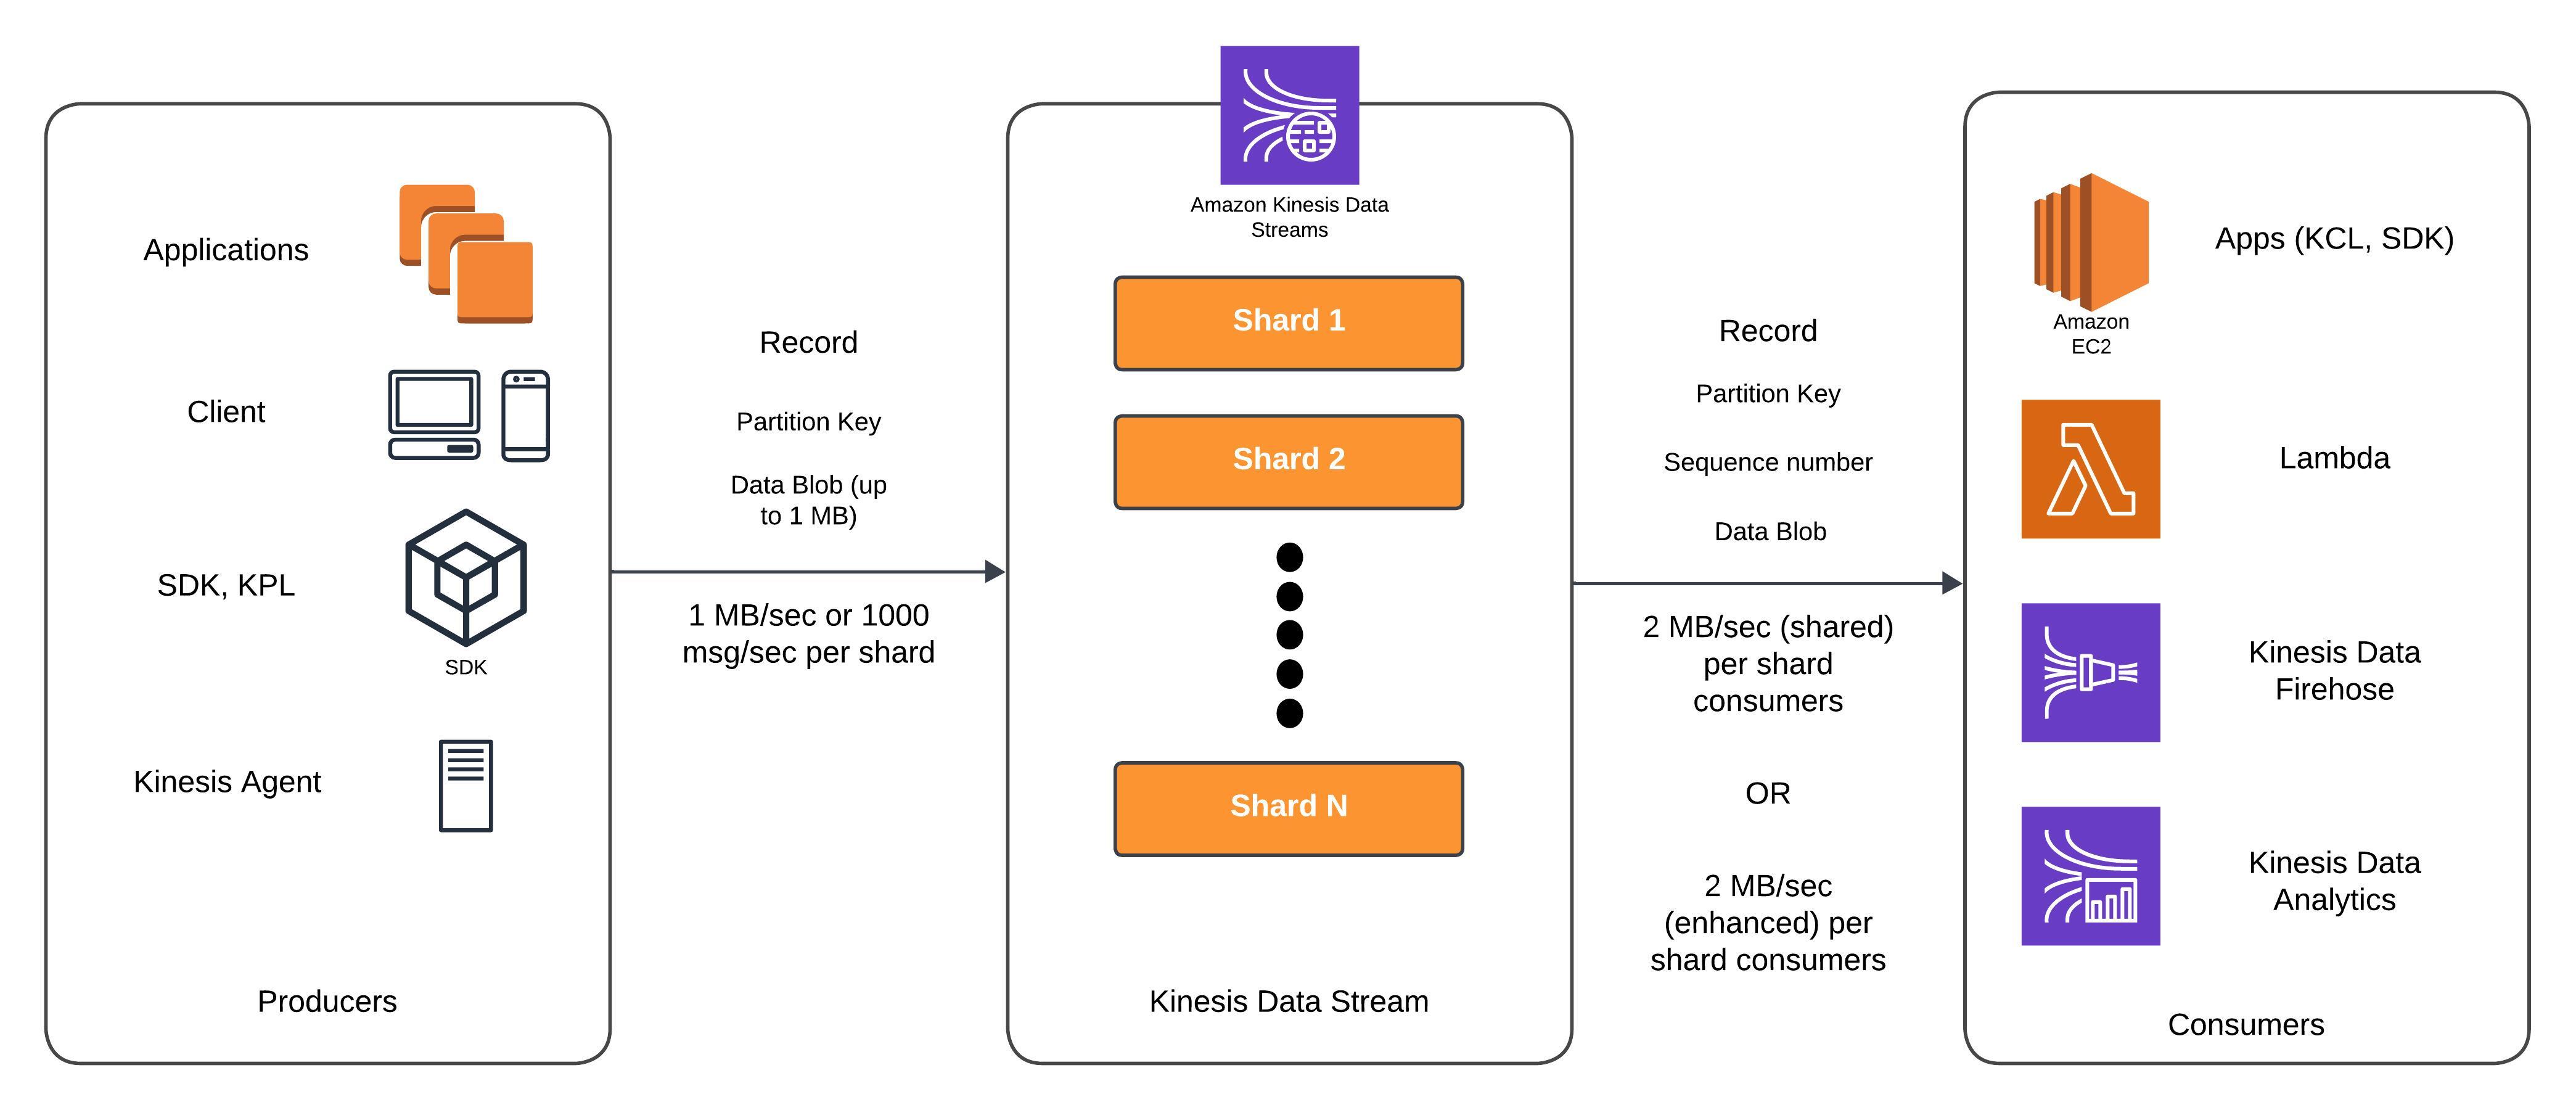 Applications
Client
SDK, KPL
SDK
Kinesis Agent
Producers
Record
Partition Key
Data Blob (up
to 1 MB)
1 MB/sec or 1000
msg/sec per shard
Amazon Kinesis Data
Streams
Shard 1
Shard 2
Shard N
Kinesis Data Stream
Record
Partition Key
Sequence number
Data Blob
2 MB/sec (shared)
per shard
consumers
OR
2 MB/sec
(enhanced) per
shard consumers
Amazon
EC2
Apps (KCL, SDK)
Lambda
Kinesis Data
Firehose
Kinesis Data
Analytics
Consumers